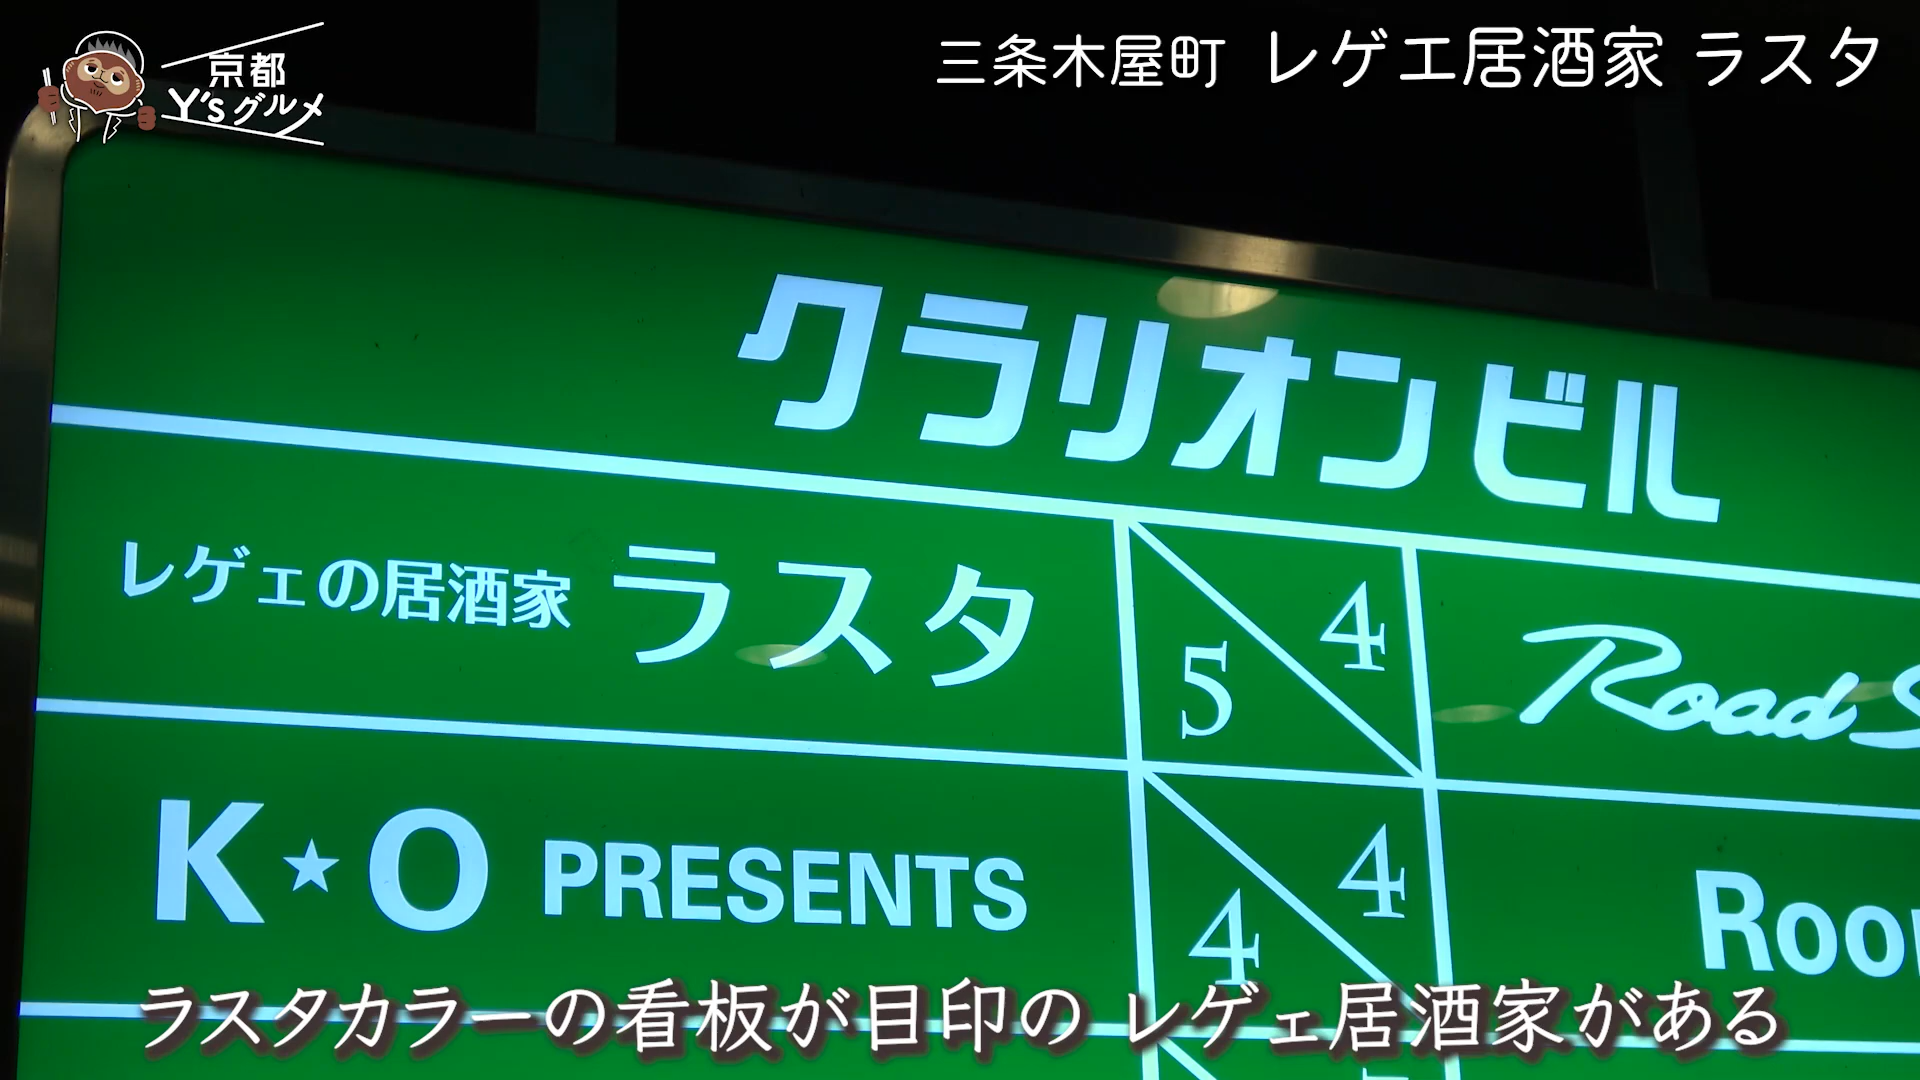 京都
Y'sグルメ
三条木屋町 レゲエ居酒家 ラスタ
クラリオンビル
レゲェの居酒家 ラスタ
5
4
Road
K★O PRESENTS
4
4
ラスタカラーの看板が目印の レゲェ居酒家がある